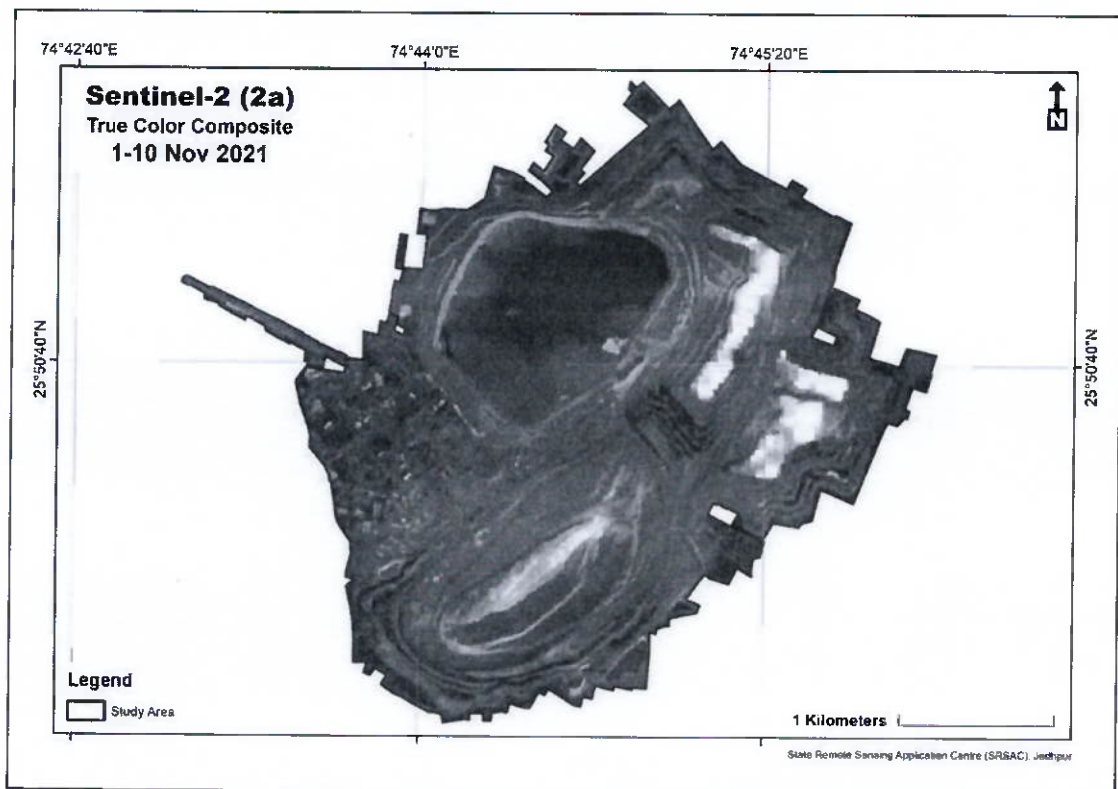 74°42'40"E 74°44'0"E 74°45'20"E
Sentinel-2 (2a)
True Color Composite
1-10 Nov 2021
N
25°50'40"N 25°50'40"N
Legend
Study Area
1 Kilometers
State Remote Sensing Application Centre (SRSAC), Jodhpur